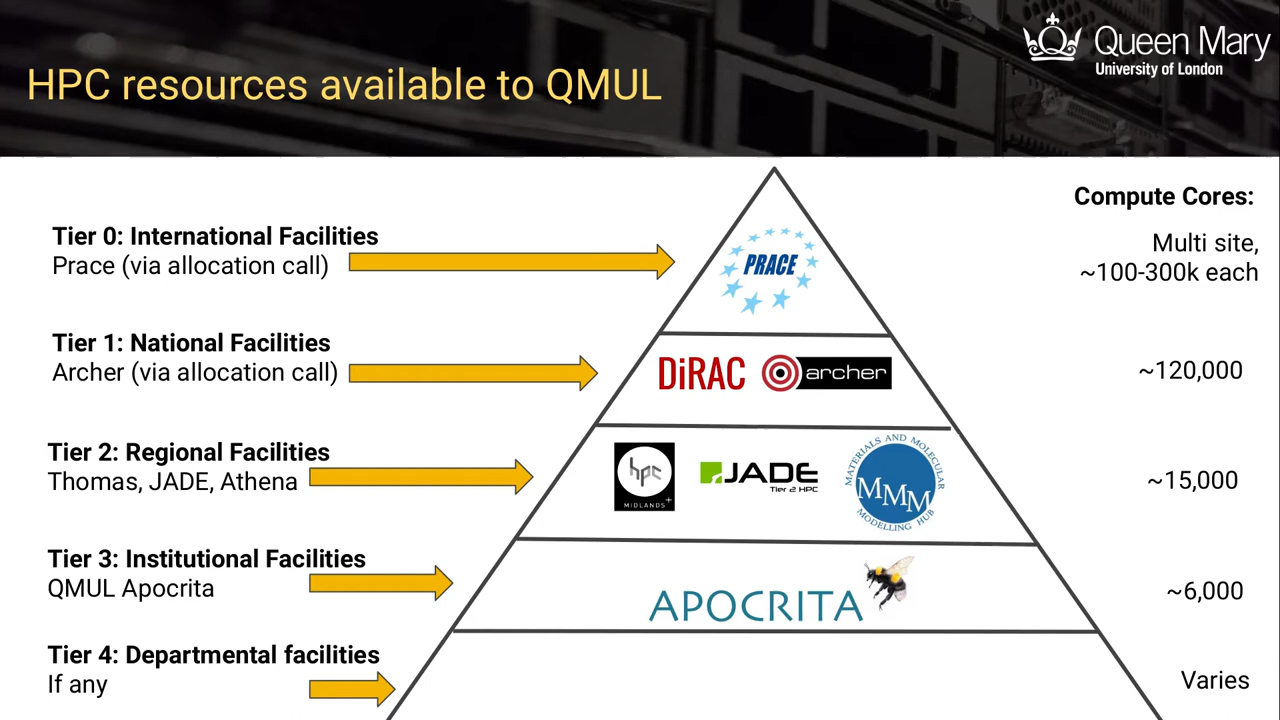 Queen Mary
University of London
HPC resources available to QMUL
Compute Cores:
Tier 0: International Facilities
Prace (via allocation call)
PRACE
Multi site,
~100-300k each
Tier 1: National Facilities
Archer (via allocation call)
DiRAC
archer
~120,000
Tier 2: Regional Facilities
Thomas, JADE, Athena
hpc
MIDLANDS+
JADE
Tier 2 HPC
MATERIALS AND MOLECULAR
MMM
MODELLING HUB
~15,000
Tier 3: Institutional Facilities
QMUL Apocrita
APOCRITA
~6,000
Tier 4: Departmental facilities
If any
Varies